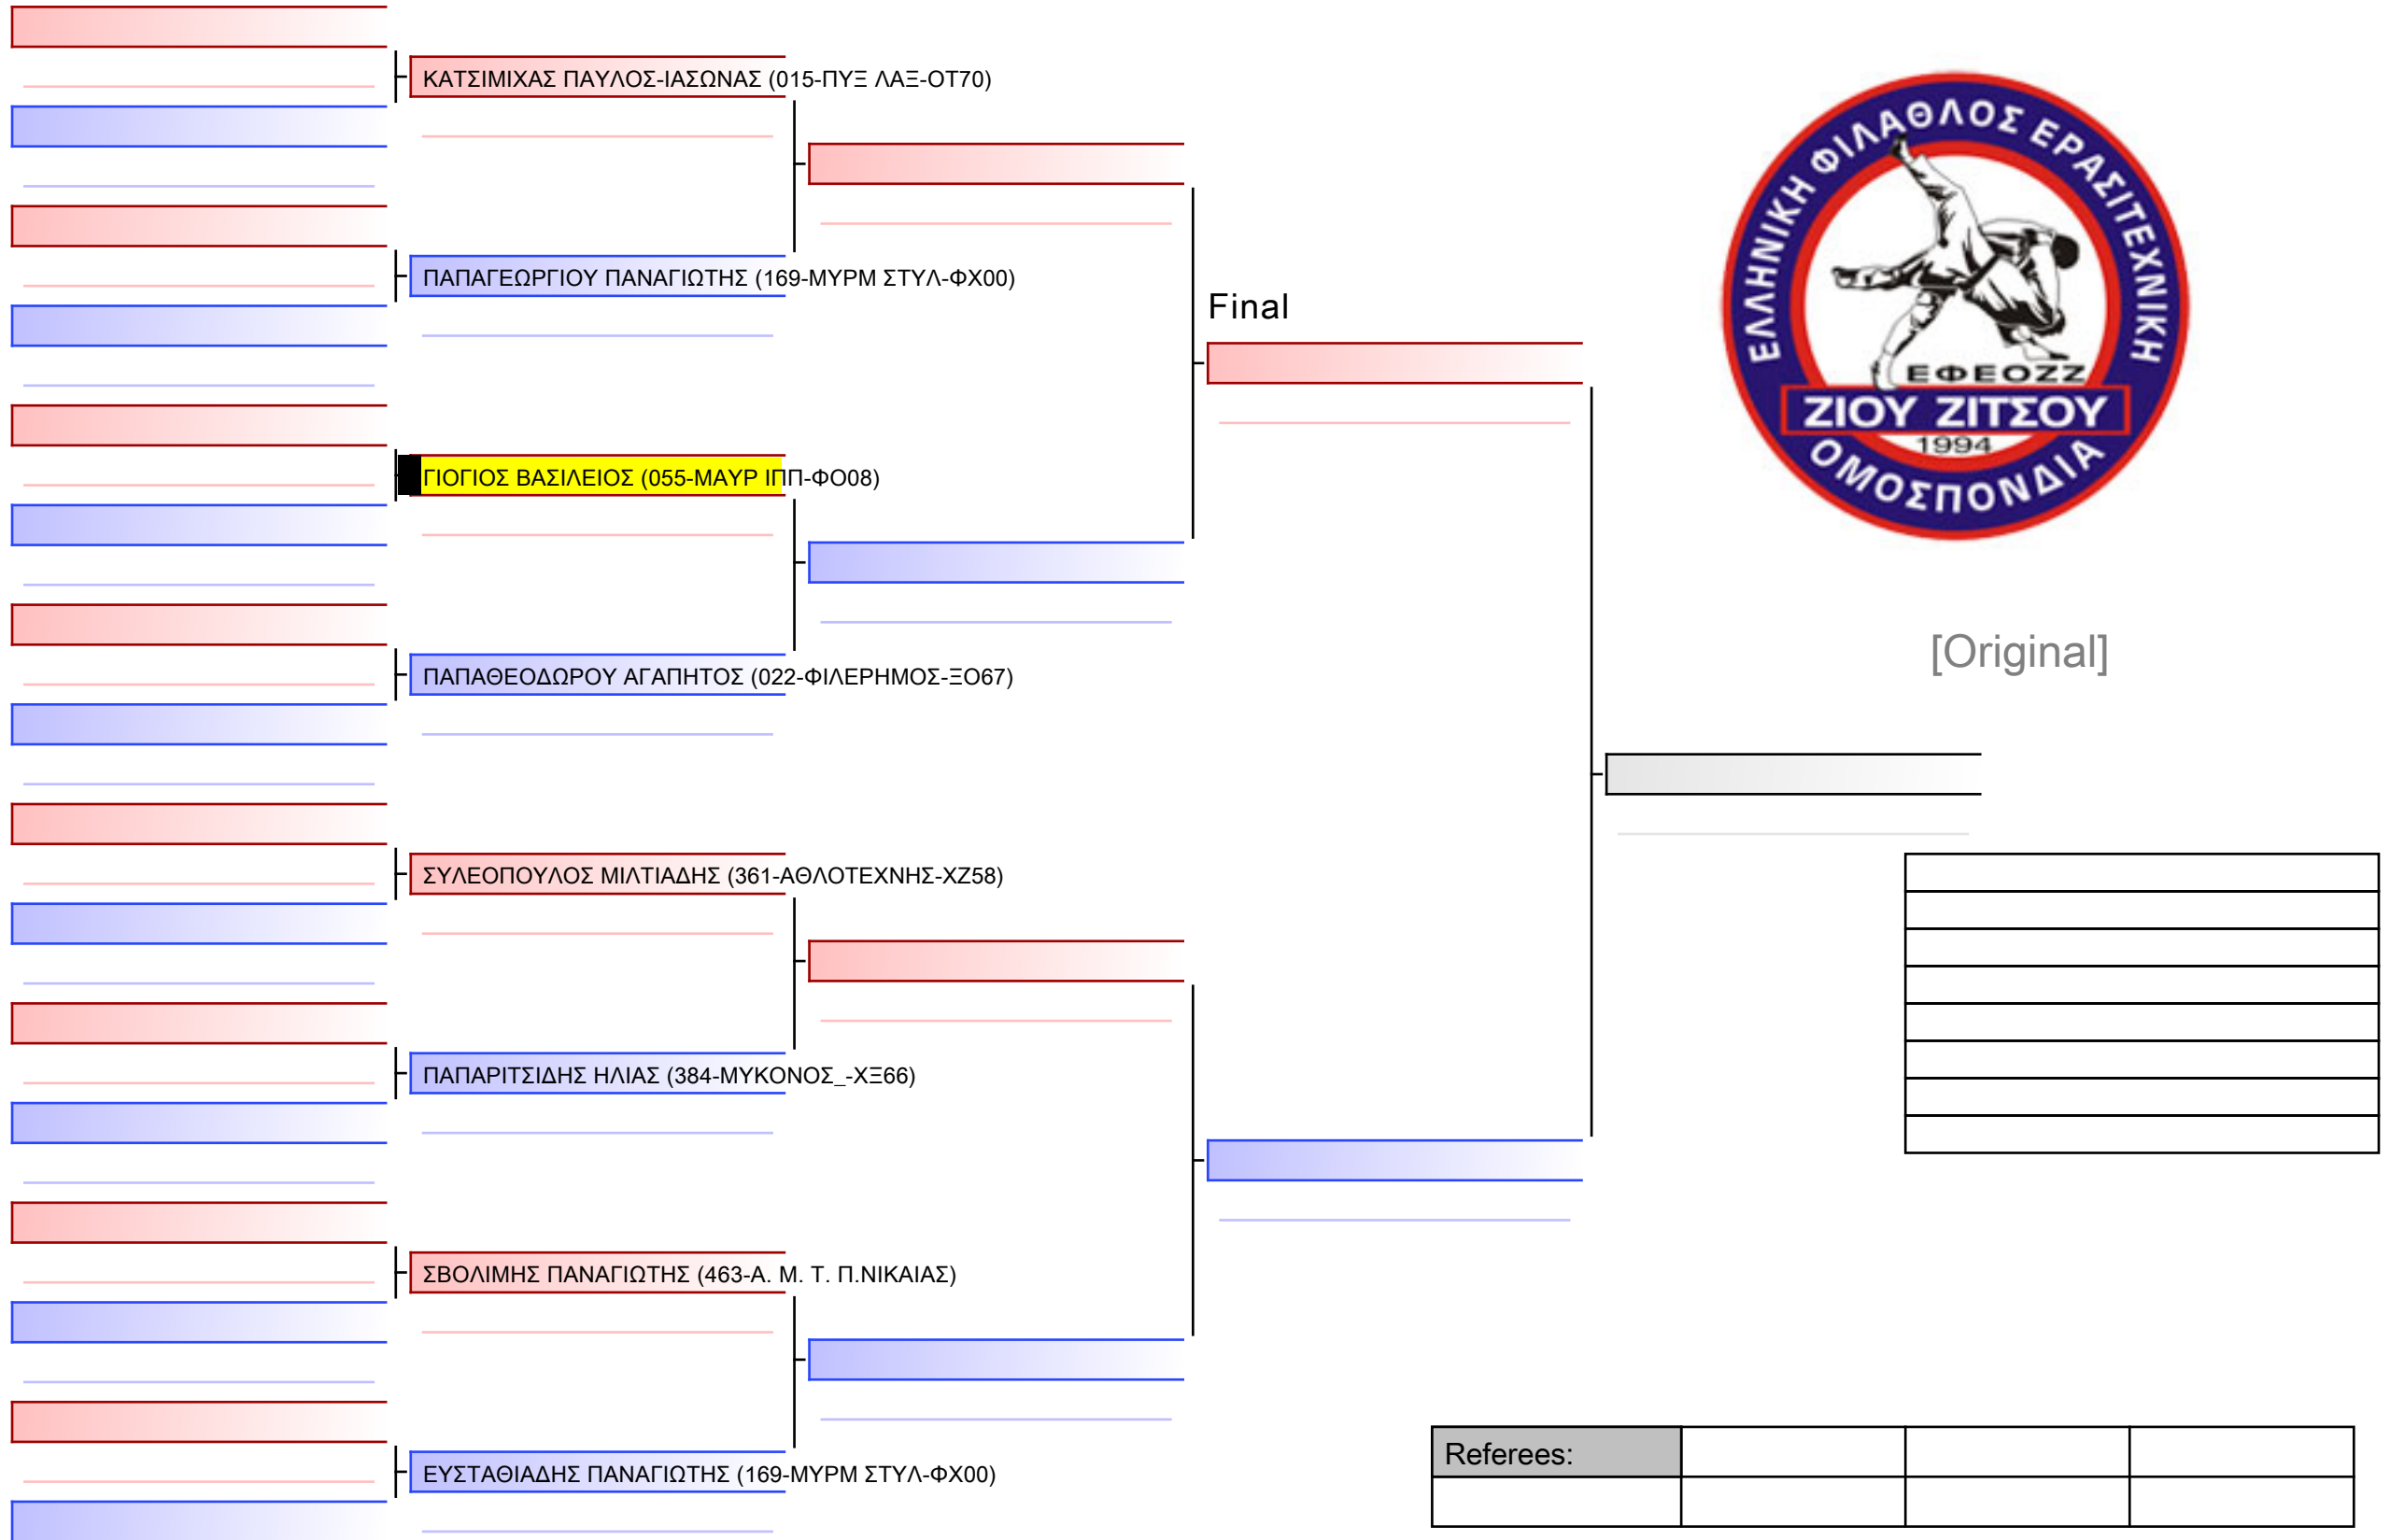 ΚΑΤΣΙΜΙΧΑΣ ΠΑΥΛΟΣ-ΙΑΣΩΝΑΣ (015-ΠΥΞ ΛΑΞ-ΟΤ70)
ΠΑΠΑΓΕΩΡΓΙΟΥ ΠΑΝΑΓΙΩΤΗΣ (169-ΜΥΡΜ ΣΤΥΛ-ΦΧ00)
ΓΙΟΓΙΟΣ ΒΑΣΙΛΕΙΟΣ (055-ΜΑΥΡ ΙΠΠ-ΦΟ08)
ΠΑΠΑΘΕΟΔΩΡΟΥ ΑΓΑΠΗΤΟΣ (022-ΦΙΛΕΡΗΜΟΣ-ΞΟ67)
ΣΥΛΕΟΠΟΥΛΟΣ ΜΙΛΤΙΑΔΗΣ (361-ΑΘΛΟΤΕΧΝΗΣ-ΧΖ58)
ΠΑΠΑΡΙΤΣΙΔΗΣ ΗΛΙΑΣ (384-ΜΥΚΟΝΟΣ_-ΧΞ66)
ΣΒΟΛΙΜΗΣ ΠΑΝΑΓΙΩΤΗΣ (463-Α. Μ. Τ. Π.ΝΙΚΑΙΑΣ)
ΕΥΣΤΑΘΙΑΔΗΣ ΠΑΝΑΓΙΩΤΗΣ (169-ΜΥΡΜ ΣΤΥΛ-ΦΧ00)
Final
ΕΛΛΗΝΙΚΗ ΦΙΛΑΘΛΟΣ ΕΡΑΣΙΤΕΧΝΙΚΗ
ΕΦΕΟΖΖ
ΖΙΟΥ ΖΙΤΣΟΥ
1994
ΟΜΟΣΠΟΝΔΙΑ
[Original]
Referees: